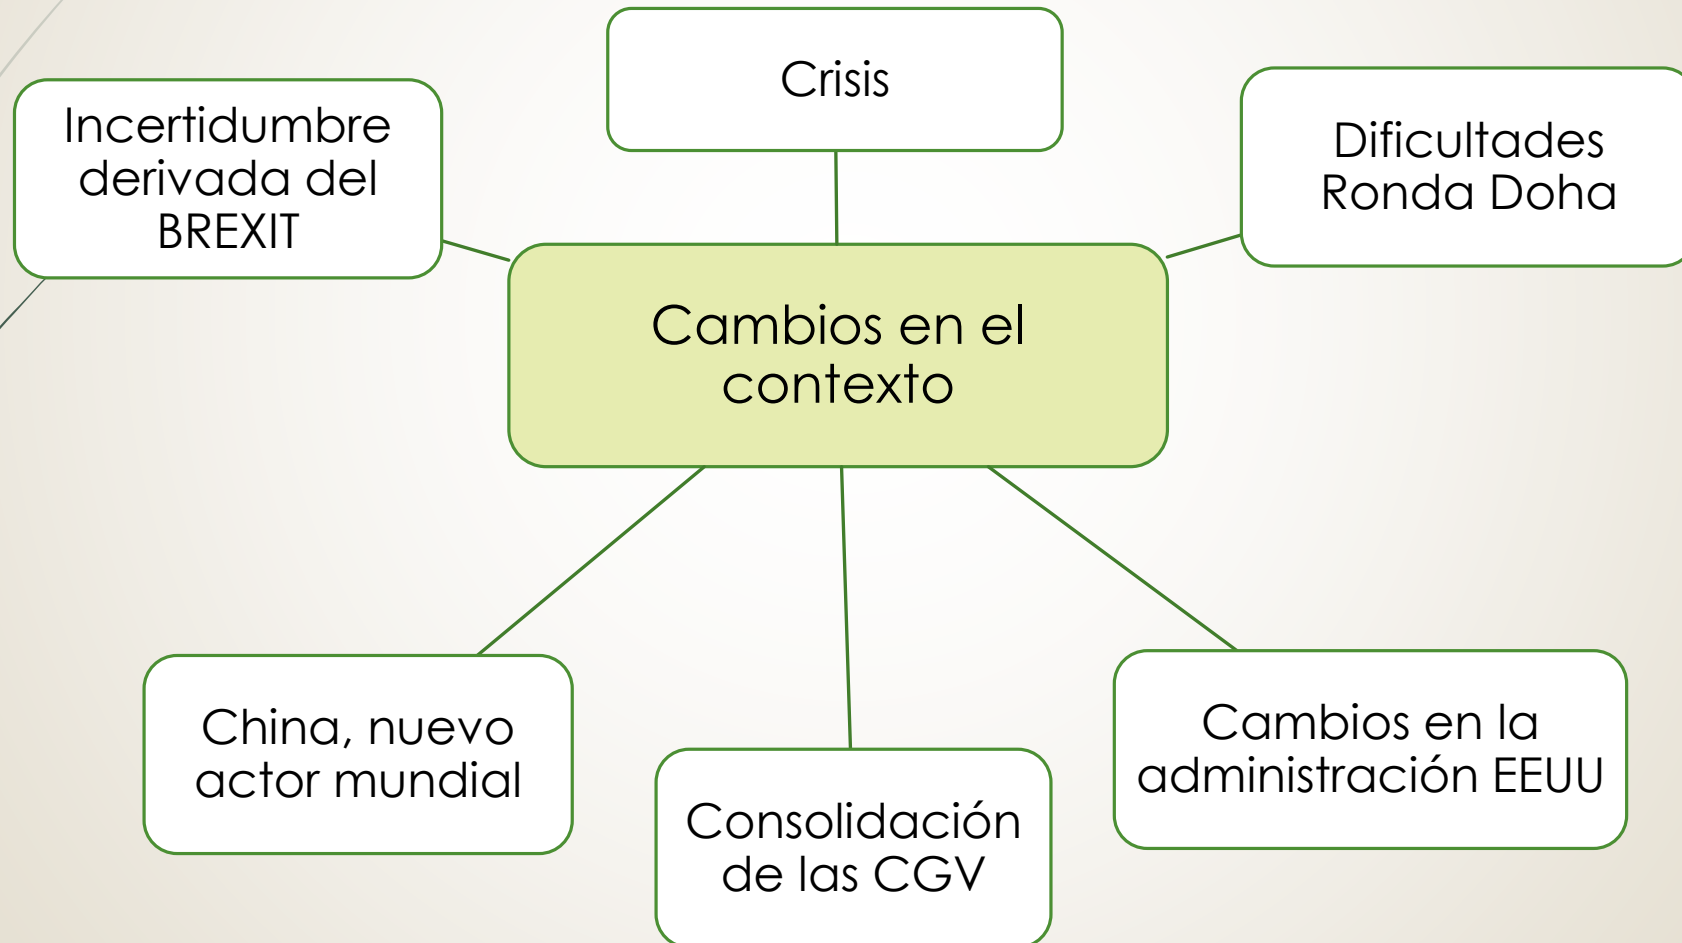 Crisis
Incertidumbre
derivada del
BREXIT
Dificultades
Ronda Doha
Cambios en el
contexto
China, nuevo
actor mundial
Consolidación
de las CGV
Cambios en la
administración EEUU